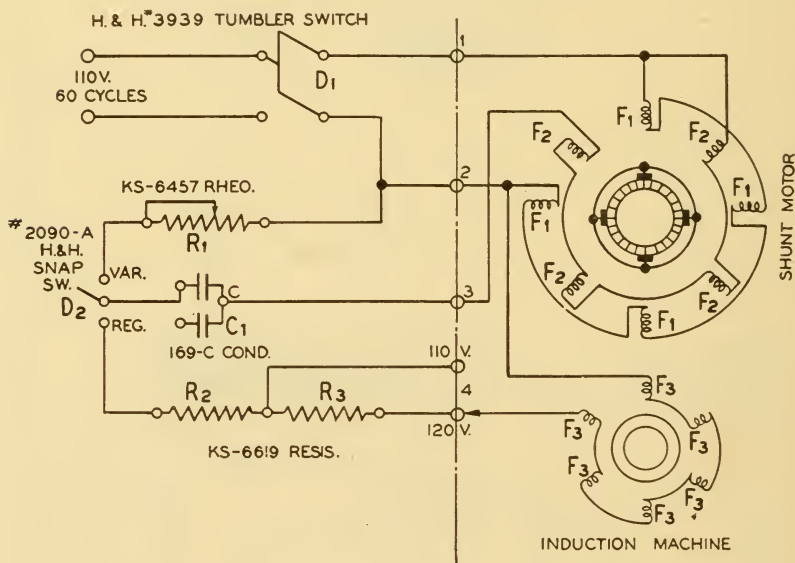 H. & H. #3939 TUMBLER SWITCH
110 V.
60 CYCLES
D1
1
F1
F2
F2
F1
F1
F2
F2
F1
SHUNT MOTOR
2
KS-6457 RHEO.
R1
#2090-A
H.&H.
SNAP
SW.
D2
VAR.
REG.
C
C1
169-C COND.
3
110 V.
4
120 V.
R2
R3
KS-6619 RESIS.
F3
F3
F3
F3
F3
F3
INDUCTION MACHINE